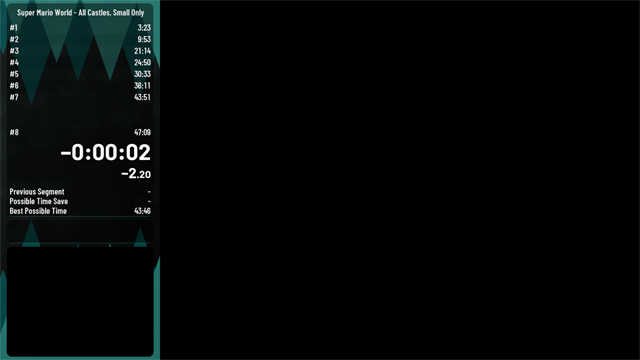 Super Mario World - All Castles, Small Only
#1 3:23
#2 9:53
#3 21:14
#4 24:50
#5 30:33
#6 36:11
#7 43:51
#8 47:09
-0:00:02
-2.20
Previous Segment -
Possible Time Save -
Best Possible Time 43:46